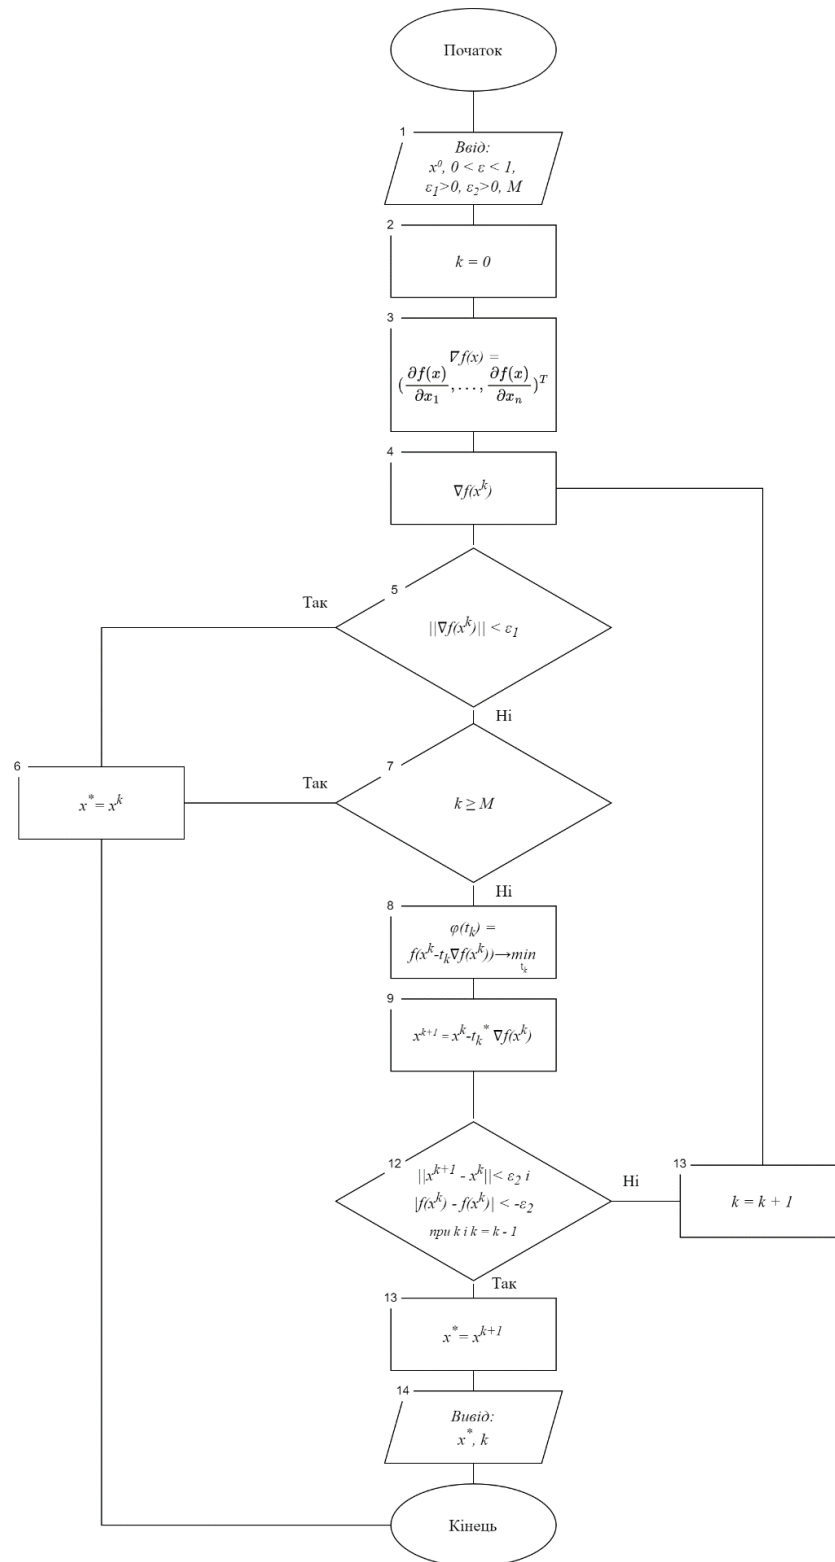 Початок
1
Ввід:
x⁰, 0 < ε < 1,
ε₁>0, ε₂>0, M
2
k = 0
3
∇f(x) =
(∂f(x)/∂x₁, . . . , ∂f(x)/∂xₙ)ᵀ
4
∇f(xᵏ)
5
Так
||∇f(xᵏ)|| < ε₁
Ні
6
x* = xᵏ
7
Так
k ≥ M
Ні
8
φ(tₖ) =
f(xᵏ-tₖ∇f(xᵏ))→min
tₖ
9
xᵏ⁺¹ = xᵏ-tₖ* ∇f(xᵏ)
12
||xᵏ⁺¹ - xᵏ||< ε₂ і
|f(xᵏ) - f(xᵏ)| < -ε₂
при k і k = k - 1
Ні
13
k = k + 1
Так
13
x* = xᵏ⁺¹
14
Вивід:
x*, k
Кінець